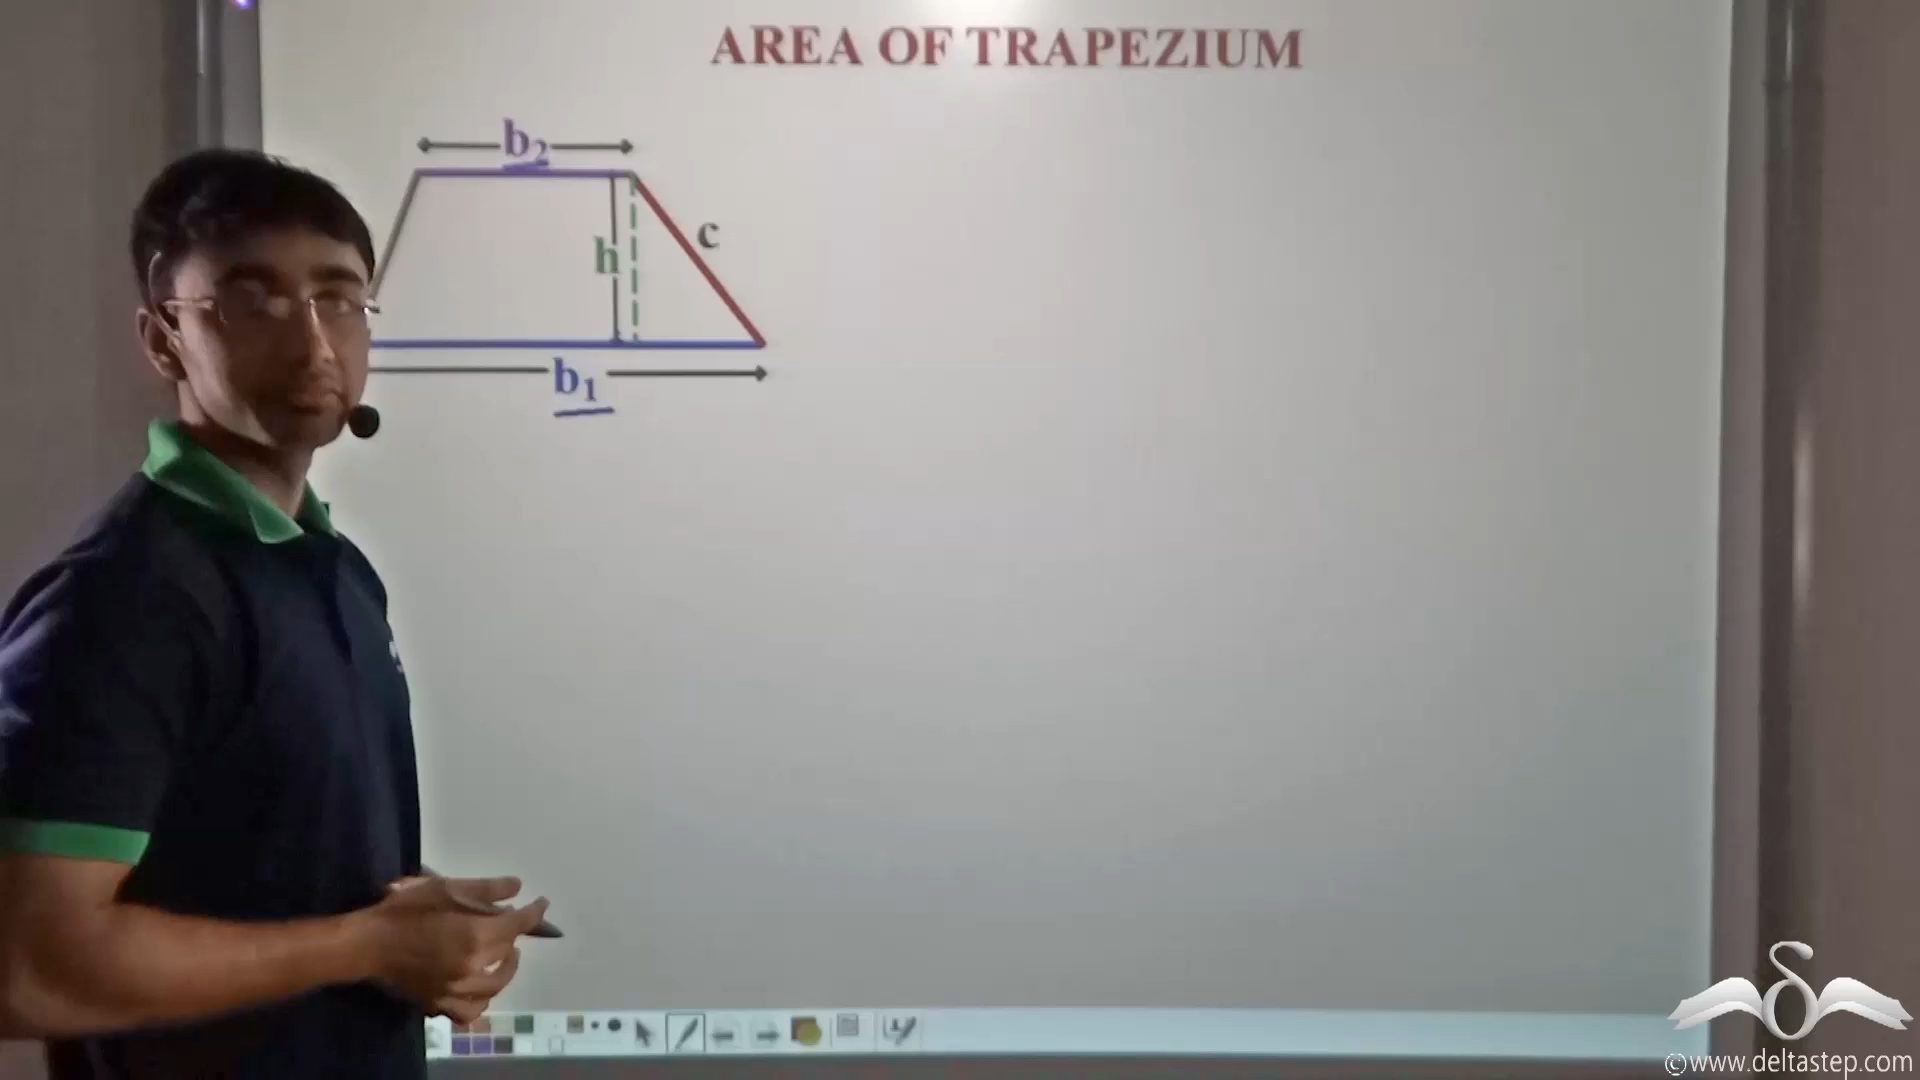 AREA OF TRAPEZIUM
b₂
c
h
b₁
©www.deltastep.com